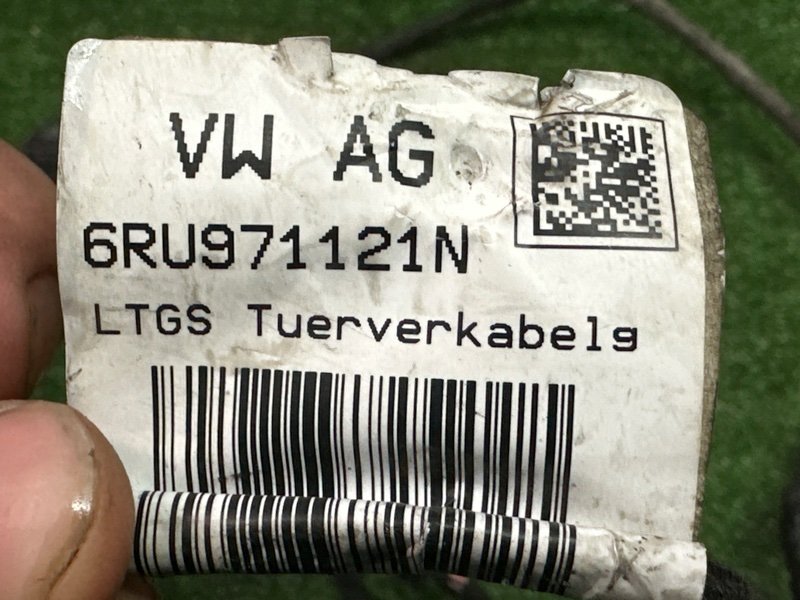 VW AG
6RU971121N
LTGS Tuerverkabelg